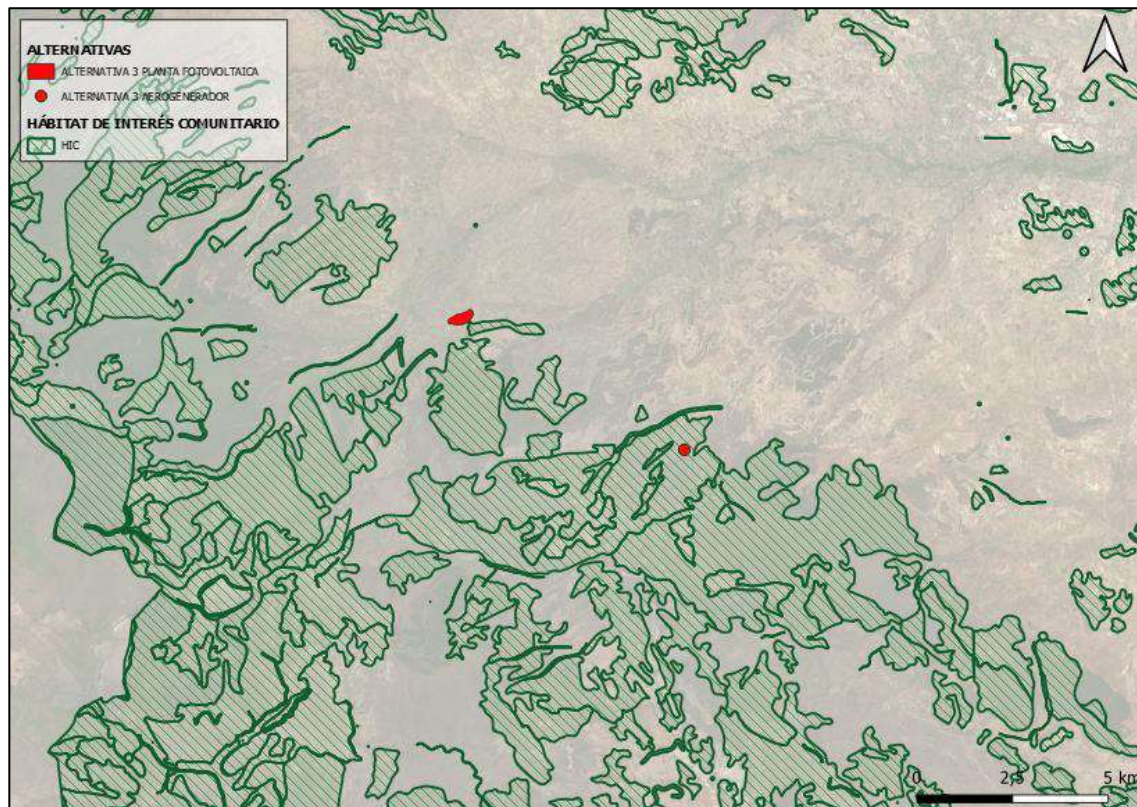 ALTERNATIVAS
ALTERNATIVA 3 PLANTA FOTOVOLTAICA
ALTERNATIVA 3 AEROGENERADOR
HÁBITAT DE INTERÉS COMUNITARIO
HIC
0 2,5 5 km